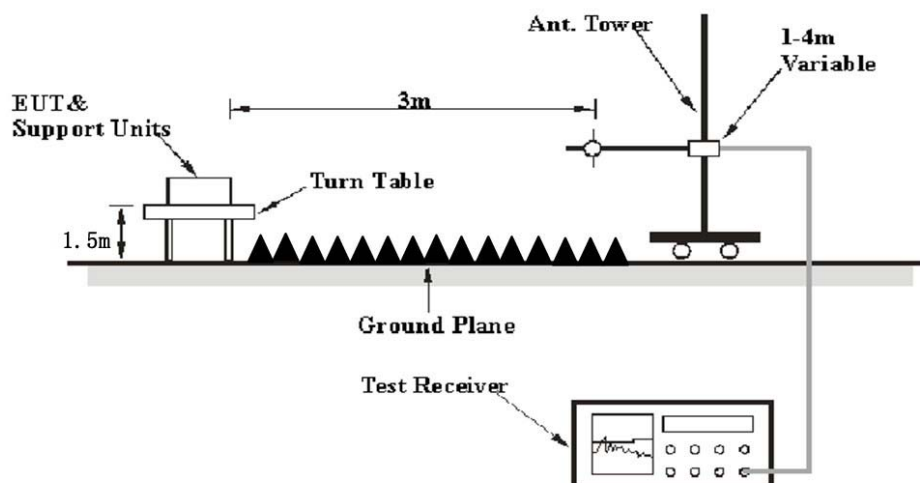 Ant. Tower
1-4m
Variable
EUT&
Support Units
3m
Turn Table
1.5m
Ground Plane
Test Receiver